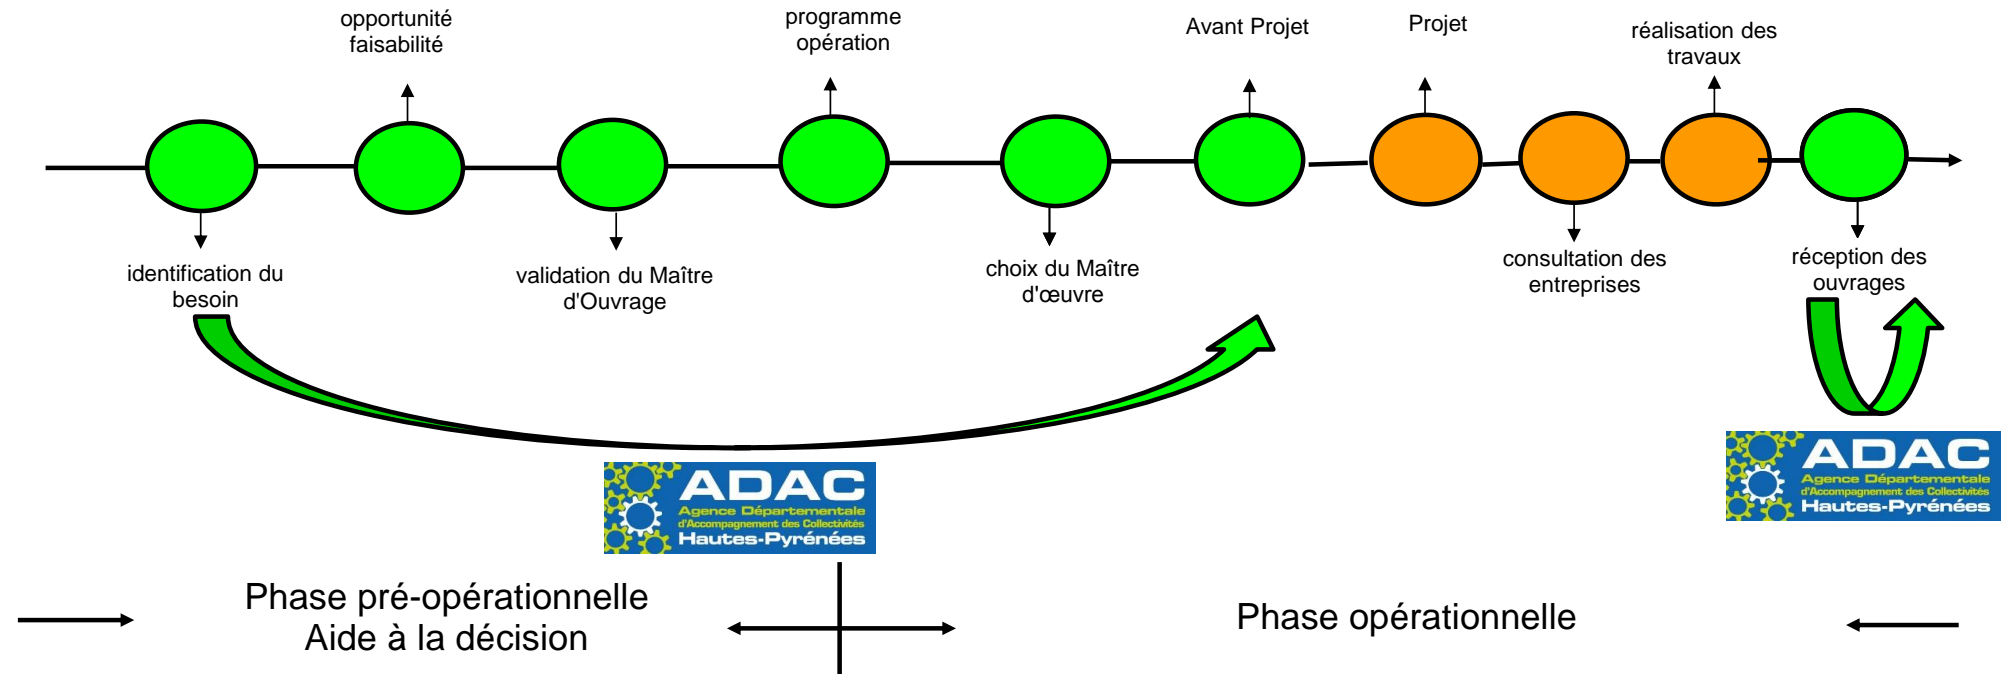 opportunité
faisabilité
programme
opération
Avant Projet
Projet
réalisation des
travaux
identification du
besoin
validation du Maître
d'Ouvrage
choix du Maître
d'œuvre
consultation des
entreprises
réception des
ouvrages
ADAC
Agence Départementale
d'Accompagnement des Collectivités
Hautes-Pyrénées
ADAC
Agence Départementale
d'Accompagnement des Collectivités
Hautes-Pyrénées
Phase pré-opérationnelle
Aide à la décision
Phase opérationnelle